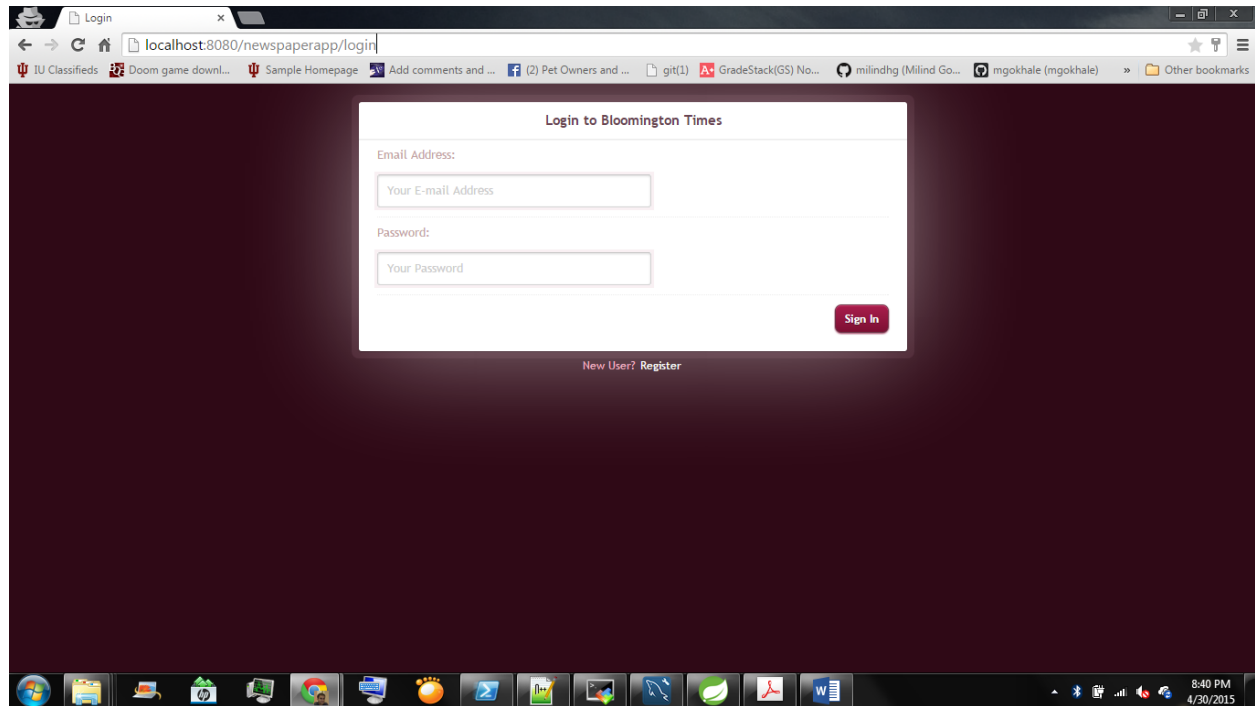 Login
localhost:8080/newspaperapp/login
IU Classifieds Doom game downl... Sample Homepage Add comments and ... (2) Pet Owners and ... git(1) A+ GradeStack(GS) No... milindhg (Milind Go... mgokhale (mgokhale) » Other bookmarks
Login to Bloomington Times
Email Address:
Your E-mail Address
Password:
Your Password
Sign In
New User? Register
8:40 PM
4/30/2015